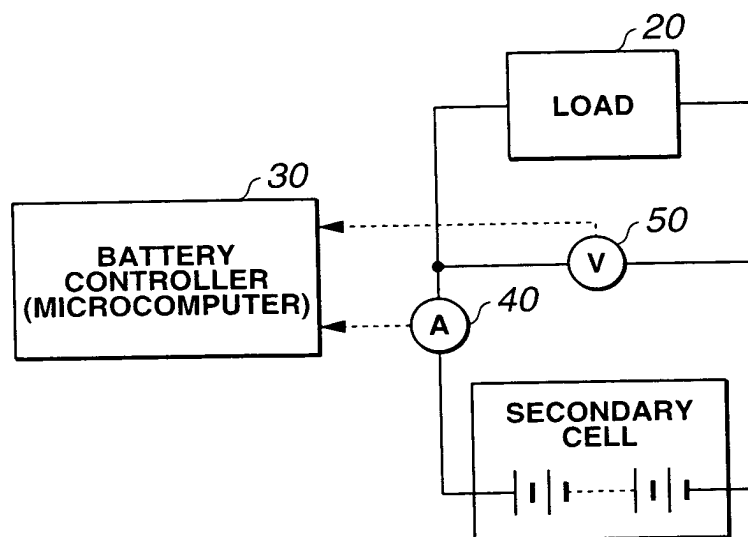 20
LOAD
30
BATTERY
CONTROLLER
(MICROCOMPUTER)
50
V
A
40
SECONDARY
CELL